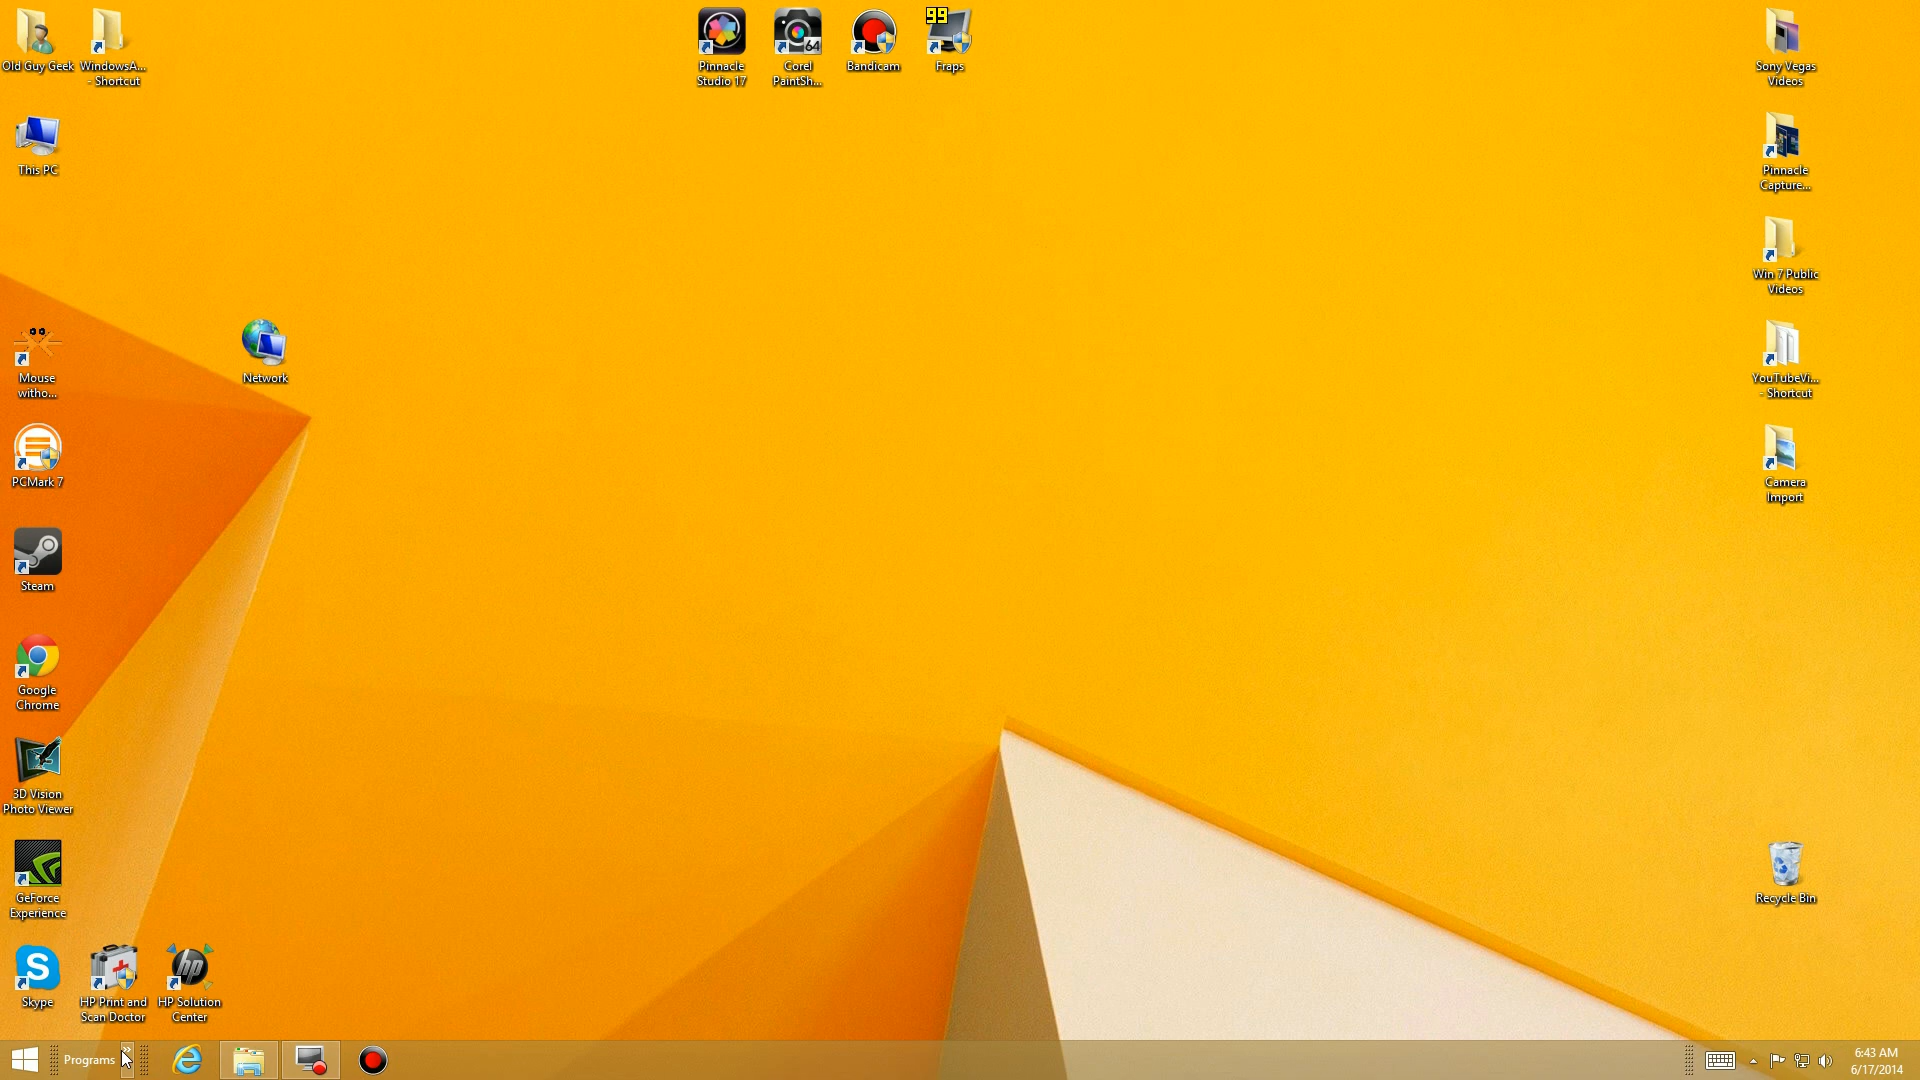 Old Guy Geek
WindowsA...
- Shortcut
Pinnacle
Studio 17
64
Corel
PaintSh...
Bandicam
99
Fraps
Sony Vegas
Videos
This PC
Pinnacle
Capture...
Win 7 Public
Videos
Mouse
witho...
Network
YouTubeVi...
- Shortcut
PCMark 7
Camera
Import
Steam
Google
Chrome
3D Vision
Photo Viewer
GeForce
Experience
Recycle Bin
S
Skype
HP Print and
Scan Doctor
hp
HP Solution
Center
Programs
6:43 AM
6/17/2014